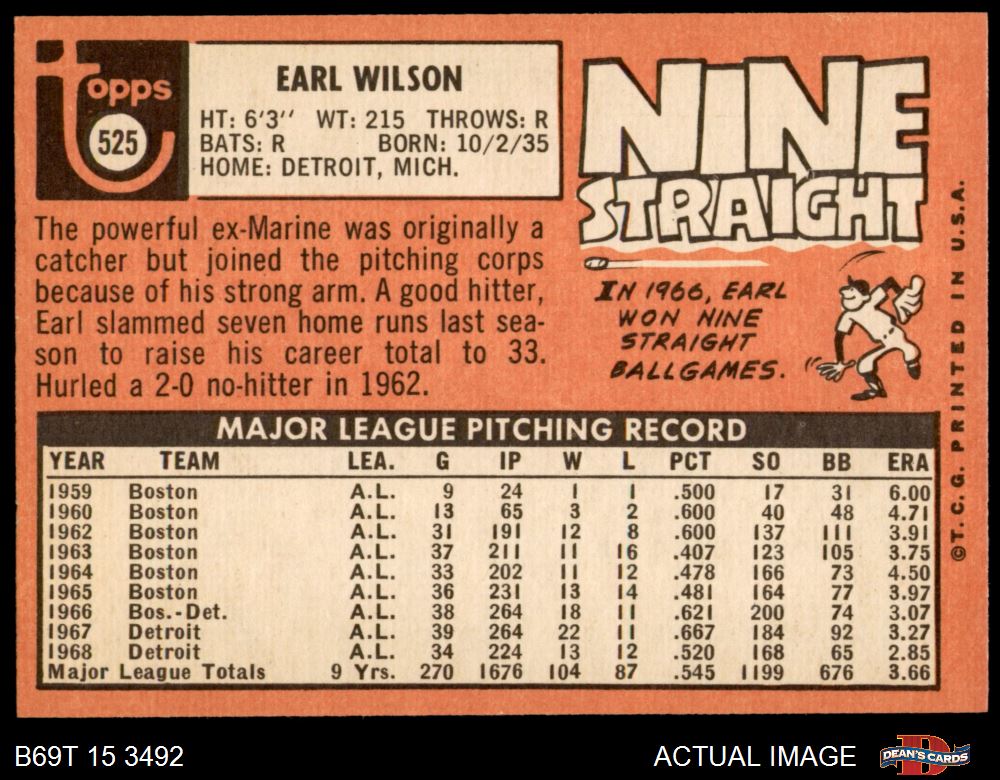 Topps
525
EARL WILSON
HT: 6'3'' WT: 215 THROWS: R
BATS: R BORN: 10/2/35
HOME: DETROIT, MICH.
The powerful ex-Marine was originally a
catcher but joined the pitching corps
because of his strong arm. A good hitter,
Earl slammed seven home runs last sea-
son to raise his career total to 33.
Hurled a 2-0 no-hitter in 1962.
NINE
STRAIGHT
IN 1966, EARL
WON NINE
STRAIGHT
BALLGAMES.
©T.C.G. PRINTED IN U.S.A.
MAJOR LEAGUE PITCHING RECORD
YEAR TEAM LEA. G IP W L PCT SO BB ERA
1959 Boston A.L. 9 24 1 1 .500 17 31 6.00
1960 Boston A.L. 13 65 3 2 .600 40 48 4.71
1962 Boston A.L. 31 191 12 8 .600 137 111 3.91
1963 Boston A.L. 37 211 11 16 .407 123 105 3.75
1964 Boston A.L. 33 202 11 12 .478 166 73 4.50
1965 Boston A.L. 36 231 13 14 .481 164 77 3.97
1966 Bos.-Det. A.L. 38 264 18 11 .621 200 74 3.07
1967 Detroit A.L. 39 264 22 11 .667 184 92 3.27
1968 Detroit A.L. 34 224 13 12 .520 168 65 2.85
Major League Totals 9 Yrs. 270 1676 104 87 .545 1199 676 3.66
B69T 15 3492
ACTUAL IMAGE
DEAN'S CARDS